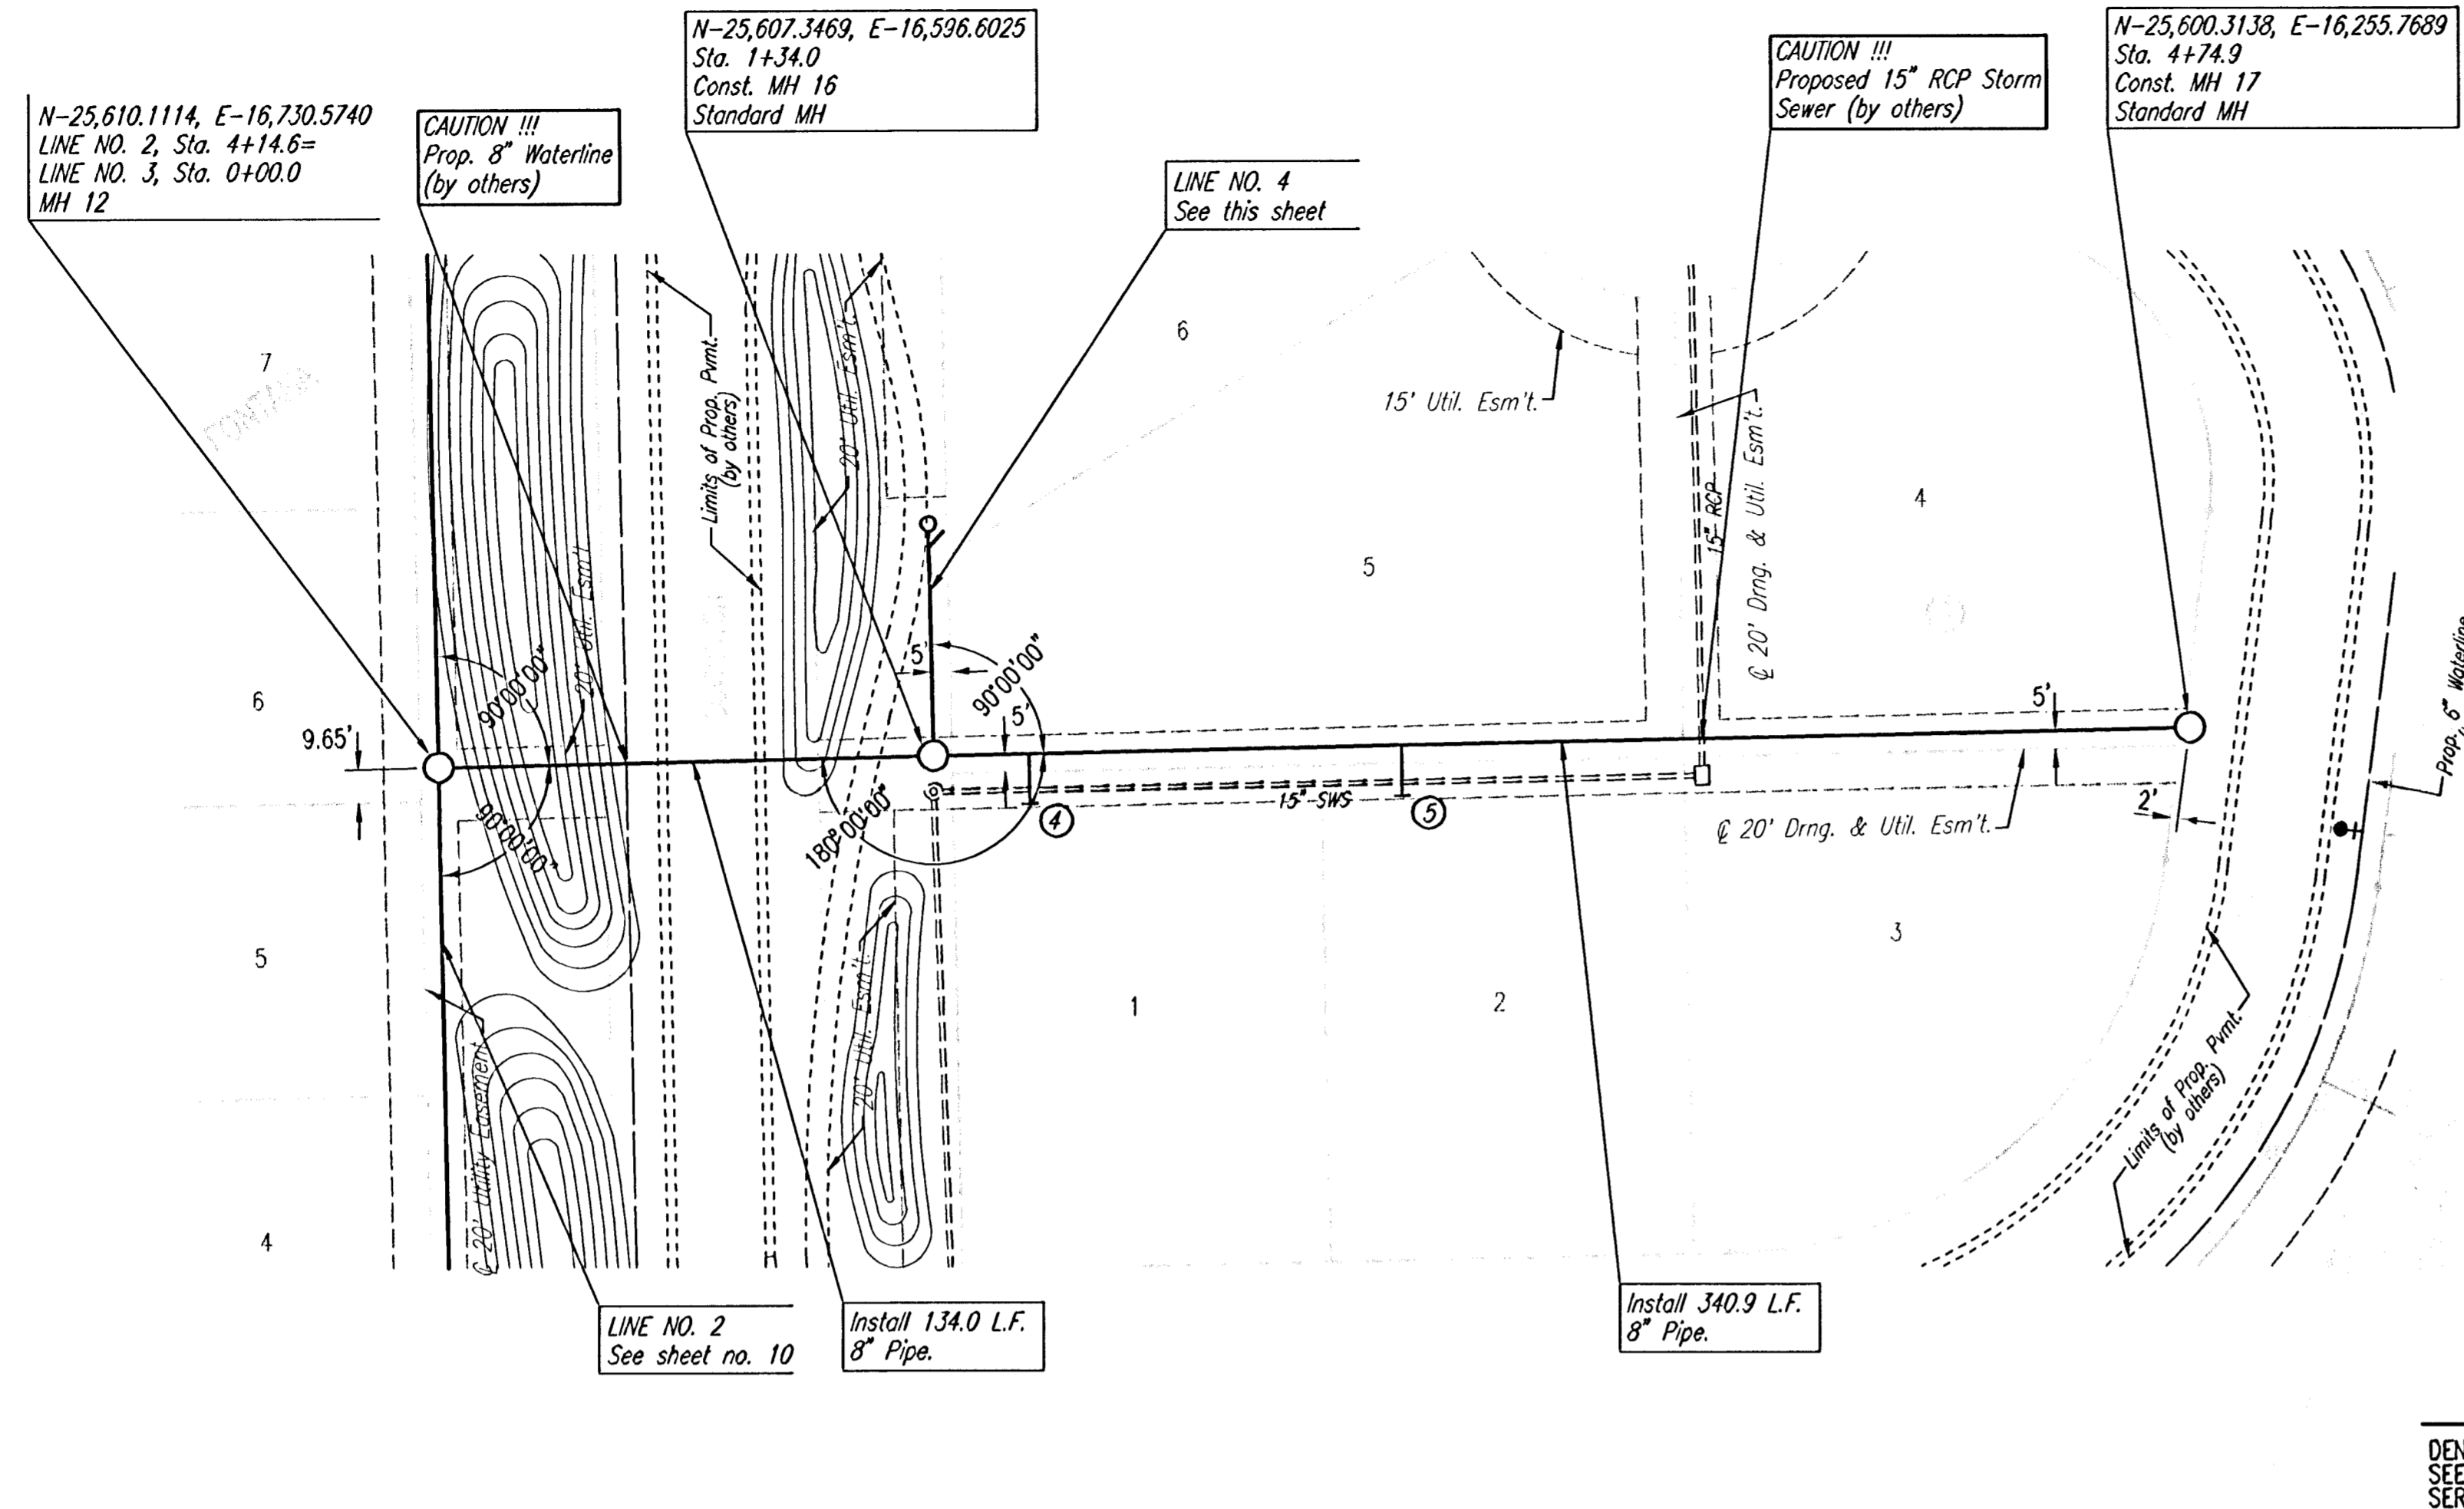 N-25,610.1114, E-16,730.5740
LINE NO. 2, Sta. 4+14.6=
LINE NO. 3, Sta. 0+00.0
MH 12
CAUTION !!!
Prop. 8" Waterline
(by others)
N-25,607.3469, E-16,596.6025
Sta. 1+34.0
Const. MH 16
Standard MH
LINE NO. 4
See this sheet
CAUTION !!!
Proposed 15" RCP Storm
Sewer (by others)
N-25,600.3138, E-16,255.7689
Sta. 4+74.9
Const. MH 17
Standard MH
7
FONTANA
6
5
4
9.65'
90°00'00"
90°00'00"
20' Util. Esm't
Limits of Prop. Pvmt.
(by others)
20' Util. Esm't.
6
5'
90°00'00"
5'
180°00'00"
15" SWS
4
5
15' Util. Esm't.
5
15" RCP
℄ 20' Drng. & Util. Esm't.
4
5'
2'
℄ 20' Drng. & Util. Esm't.
Prop. 6" Waterline
3
2
1
20' Util. Esm't.
℄ 20' Utility Easement
Limits of Prop. Pvmt.
(by others)
LINE NO. 2
See sheet no. 10
Install 134.0 L.F.
8" Pipe.
Install 340.9 L.F.
8" Pipe.
DEN
SEE
SER